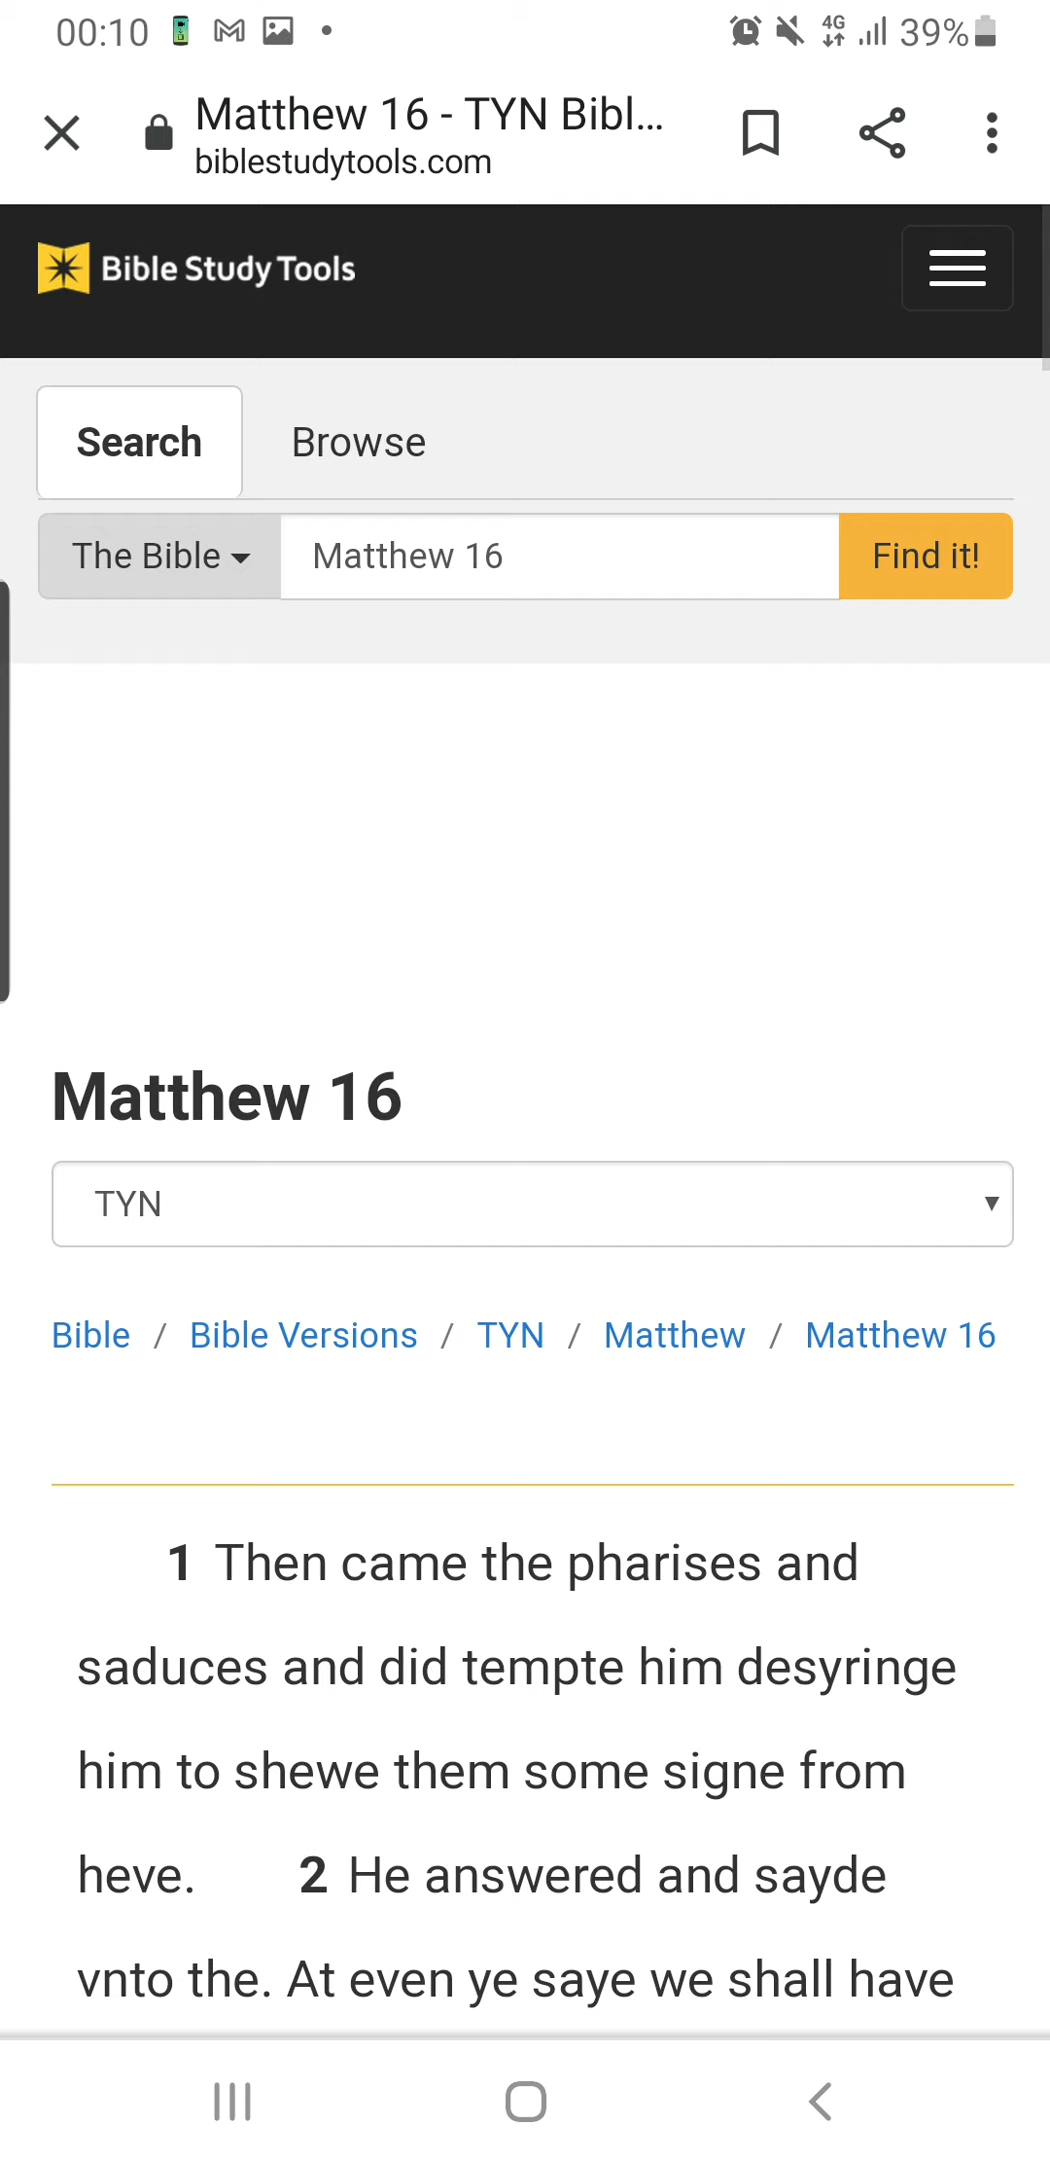 00:10
4G 39%
Matthew 16 - TYN Bibl...
biblestudytools.com
Bible Study Tools
Search Browse
The Bible Matthew 16 Find it!
Matthew 16
TYN
Bible / Bible Versions / TYN / Matthew / Matthew 16
1 Then came the pharises and
saduces and did tempte him desyringe
him to shewe them some signe from
heve. 2 He answered and sayde
vnto the. At even ye saye we shall have